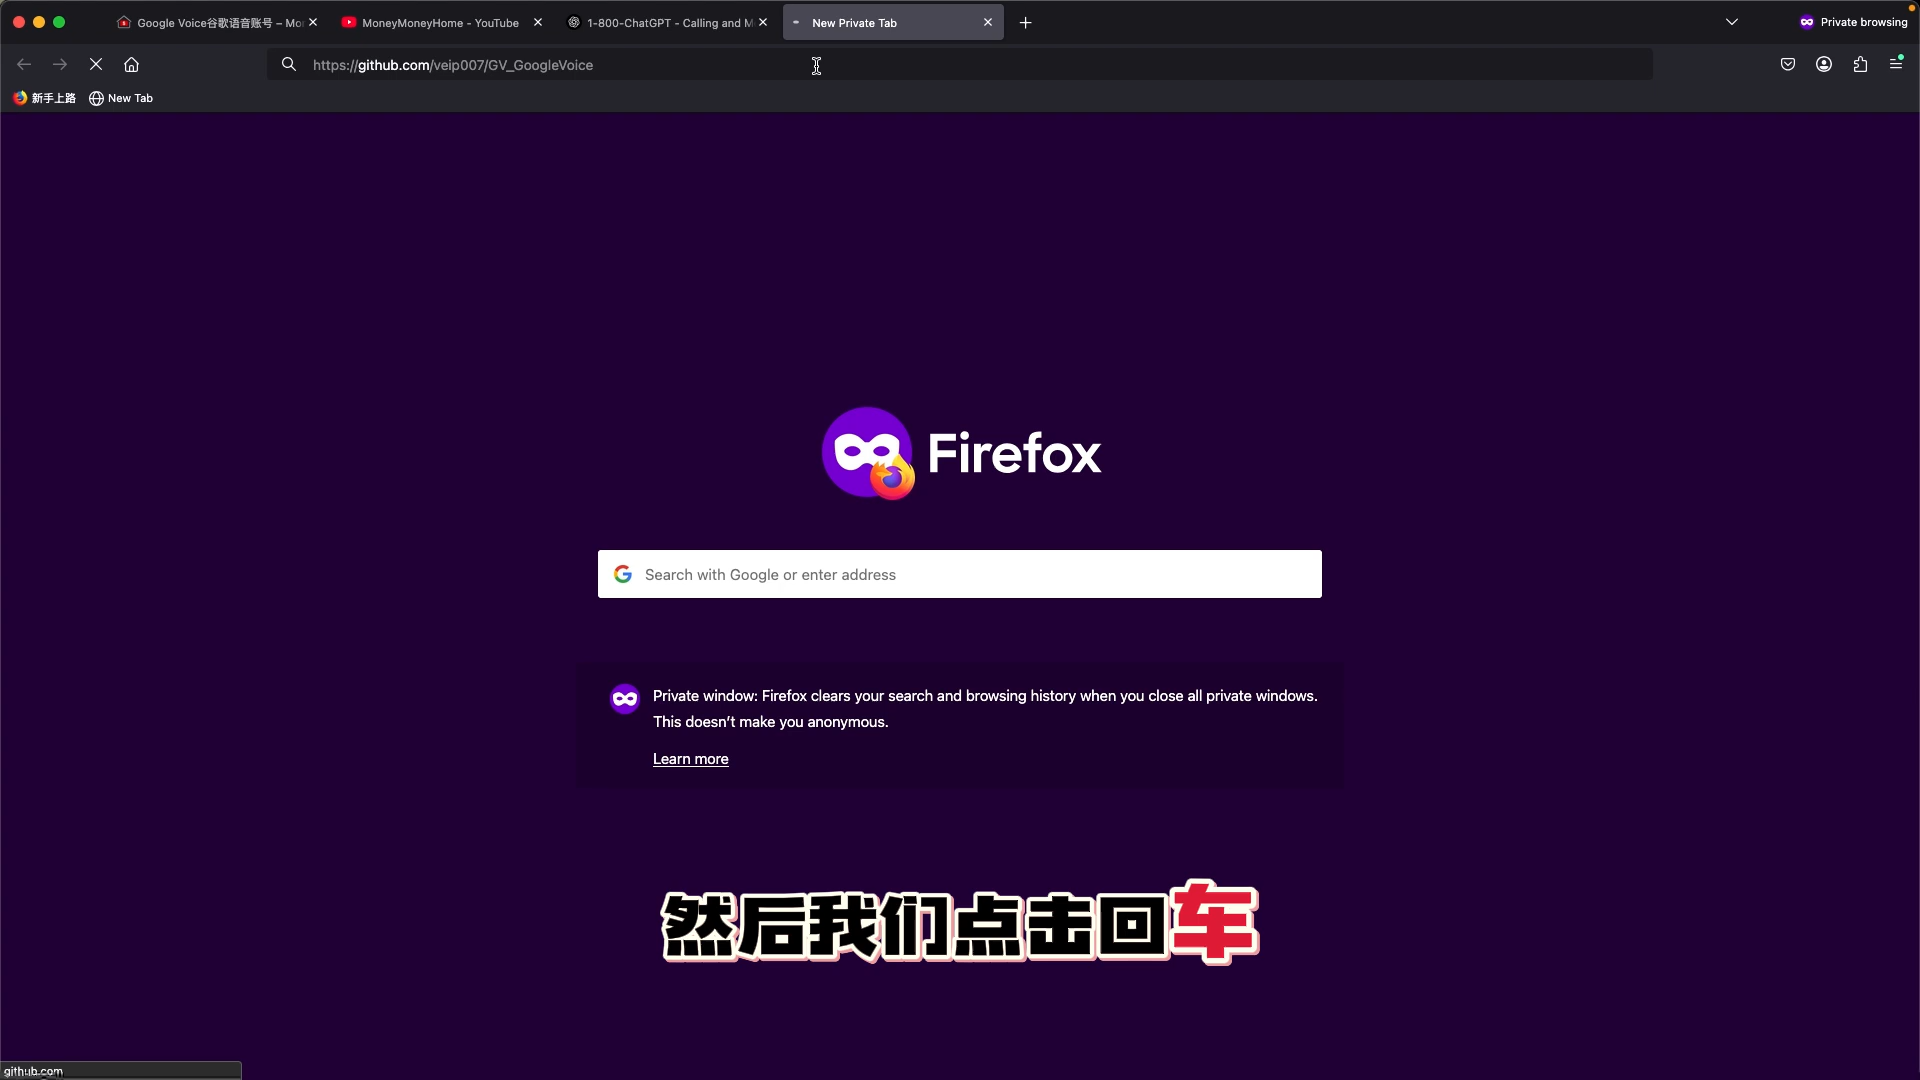 Google Voice谷歌语音账号 – Mo
MoneyMoneyHome - YouTube
1-800-ChatGPT - Calling and M
New Private Tab
Private browsing
https://github.com/veip007/GV_GoogleVoice
新手上路
New Tab
Firefox
Search with Google or enter address
Private window: Firefox clears your search and browsing history when you close all private windows.
This doesn't make you anonymous.
Learn more
然后我们点击回车
github.com